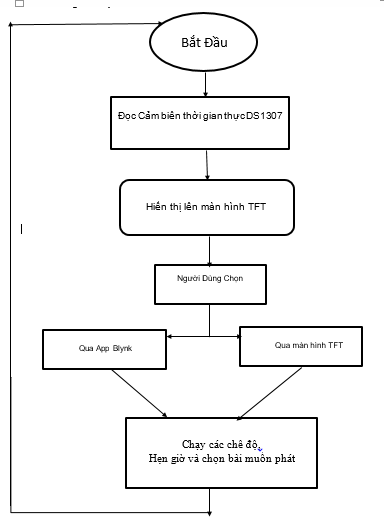 Bắt Đầu
Đọc Cảm biến thời gian thực DS1307
Hiển thị lên màn hình TFT
Người Dùng Chọn
Qua App Blynk
Qua màn hình TFT
Chạy các chế độ,
Hẹn giờ và chọn bài muốn phát